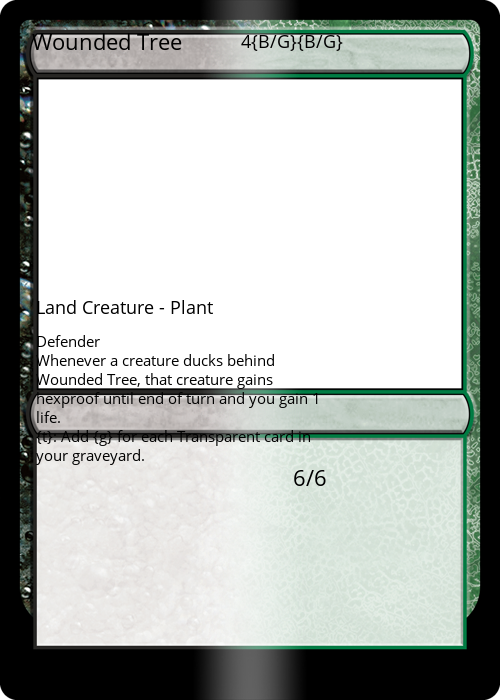 Wounded Tree 4{B/G}{B/G}
Land Creature - Plant
Defender
Whenever a creature ducks behind
Wounded Tree, that creature gains
hexproof until end of turn and you gain 1
life.
{t}: Add {g} for each Transparent card in
your graveyard.
6/6